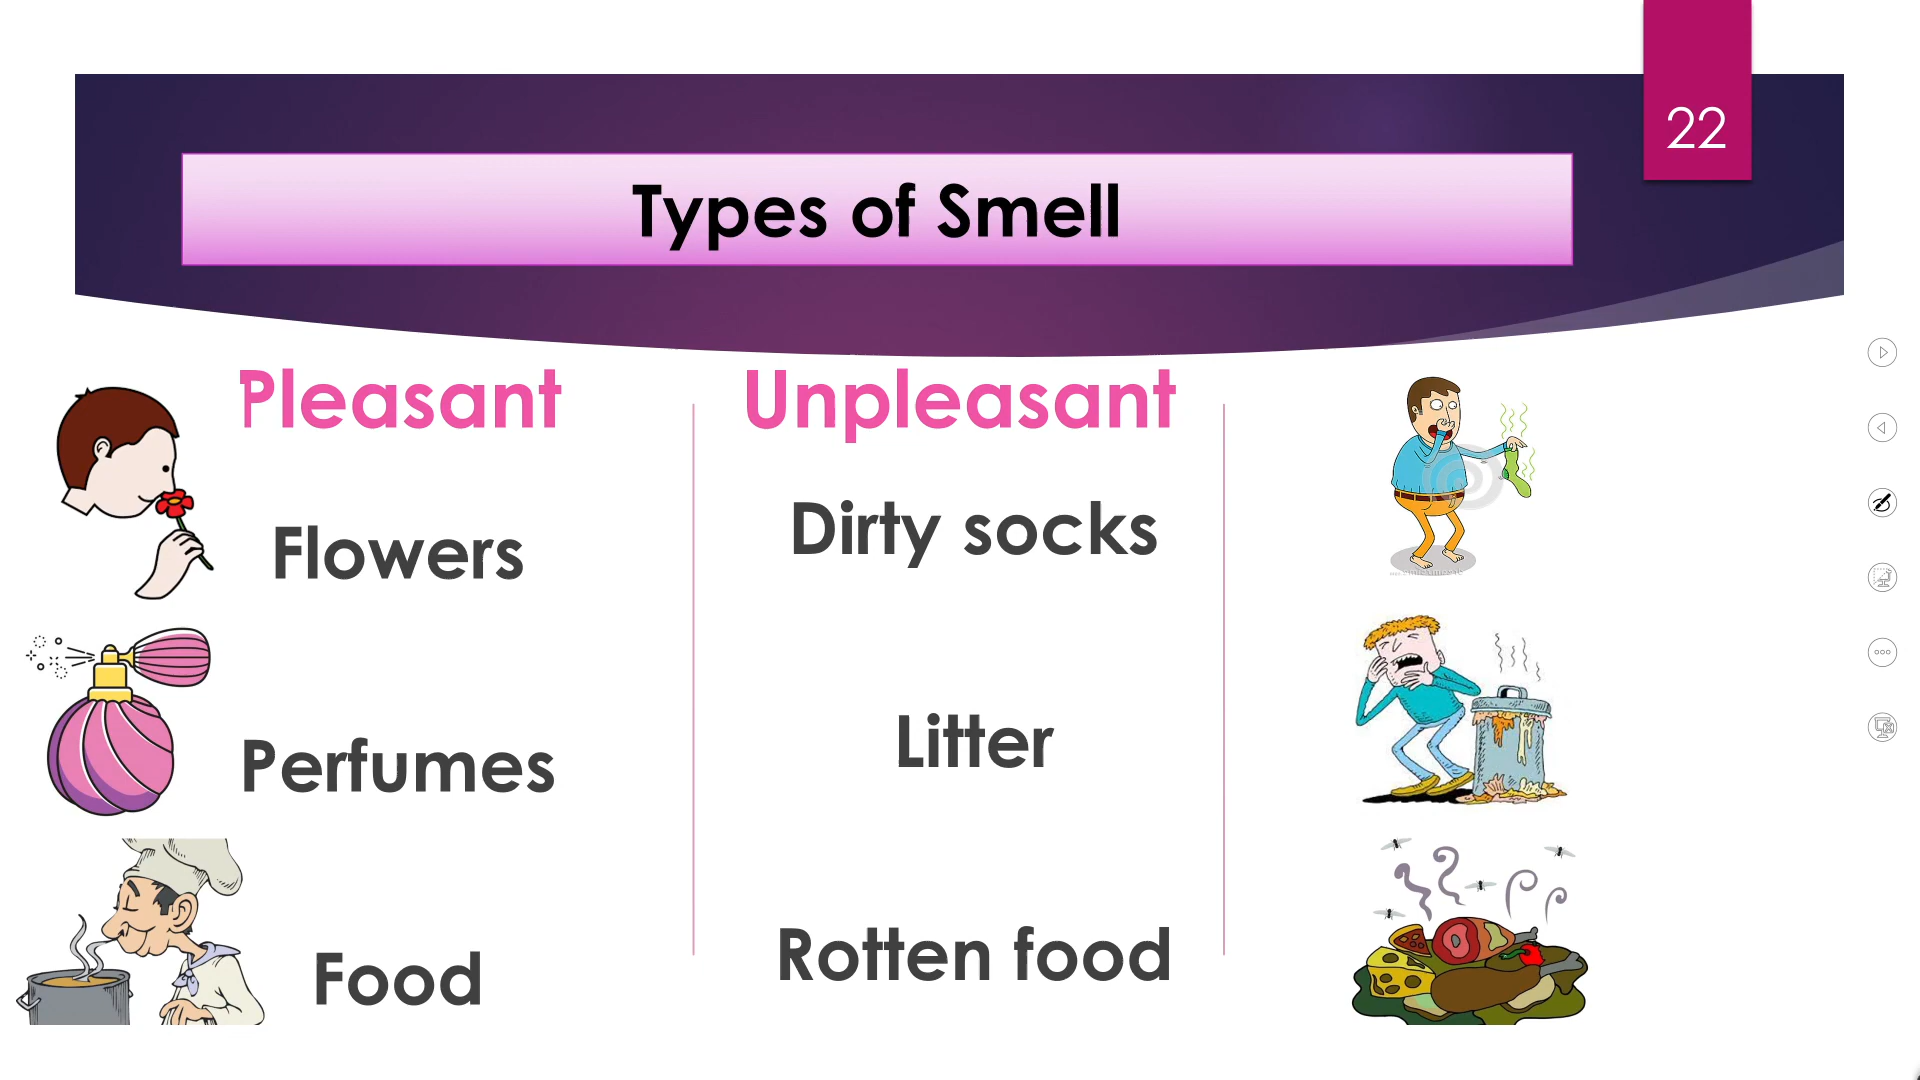 22
Types of Smell
Pleasant
Flowers
Perfumes
Food
Unpleasant
Dirty socks
Litter
Rotten food